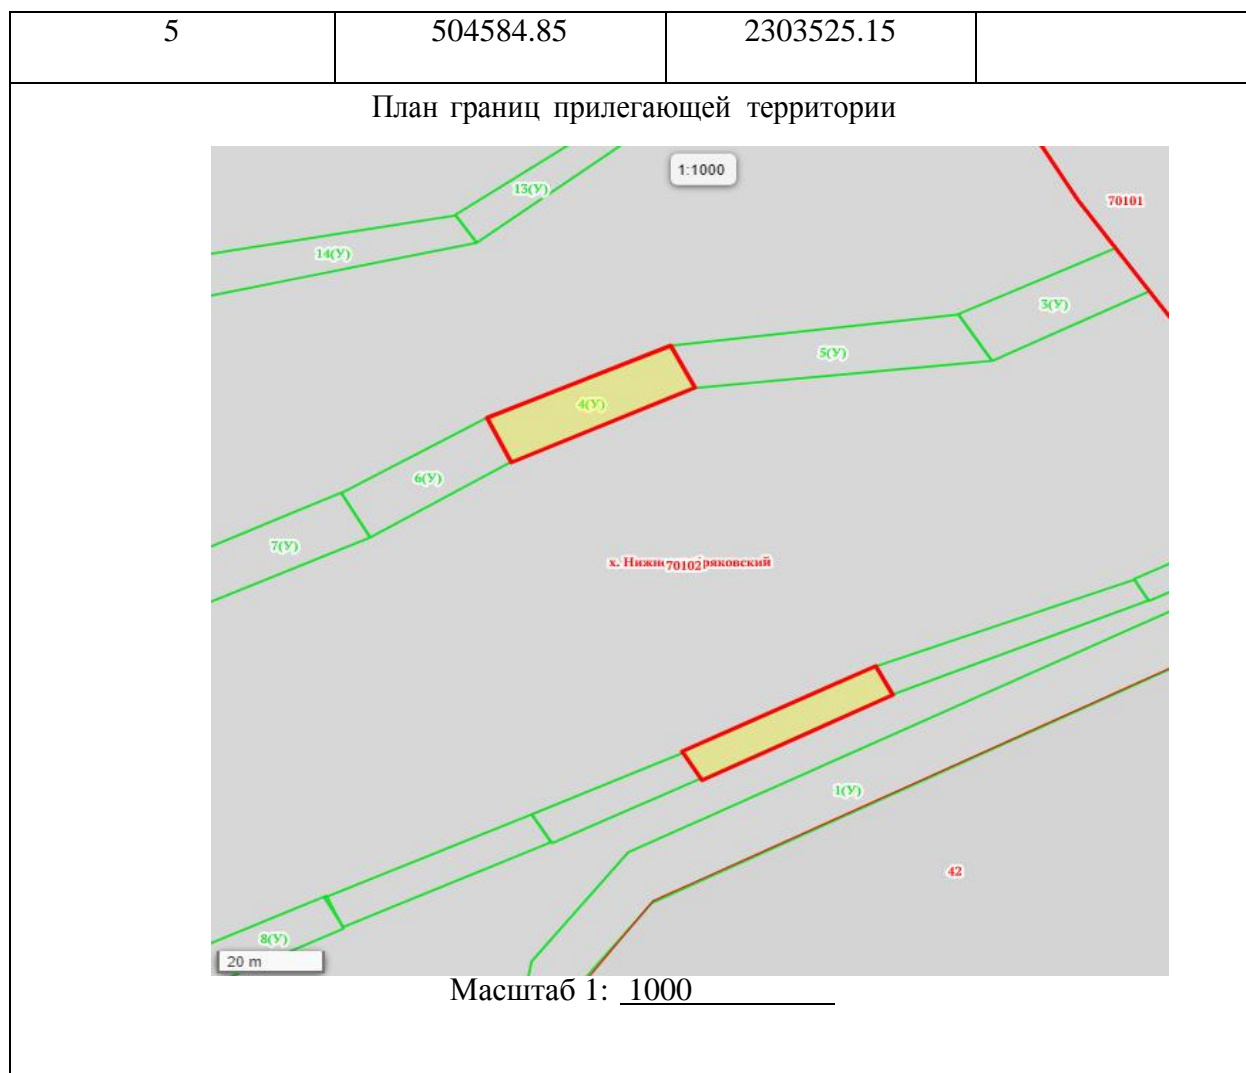 5 504584.85 2303525.15
План границ прилегающей территории
1:1000
13(У)
70101
14(У)
3(У)
5(У)
4(У)
6(У)
7(У)
х. 70102
1(У)
42
8(У)
20 m
Масштаб 1: 1000